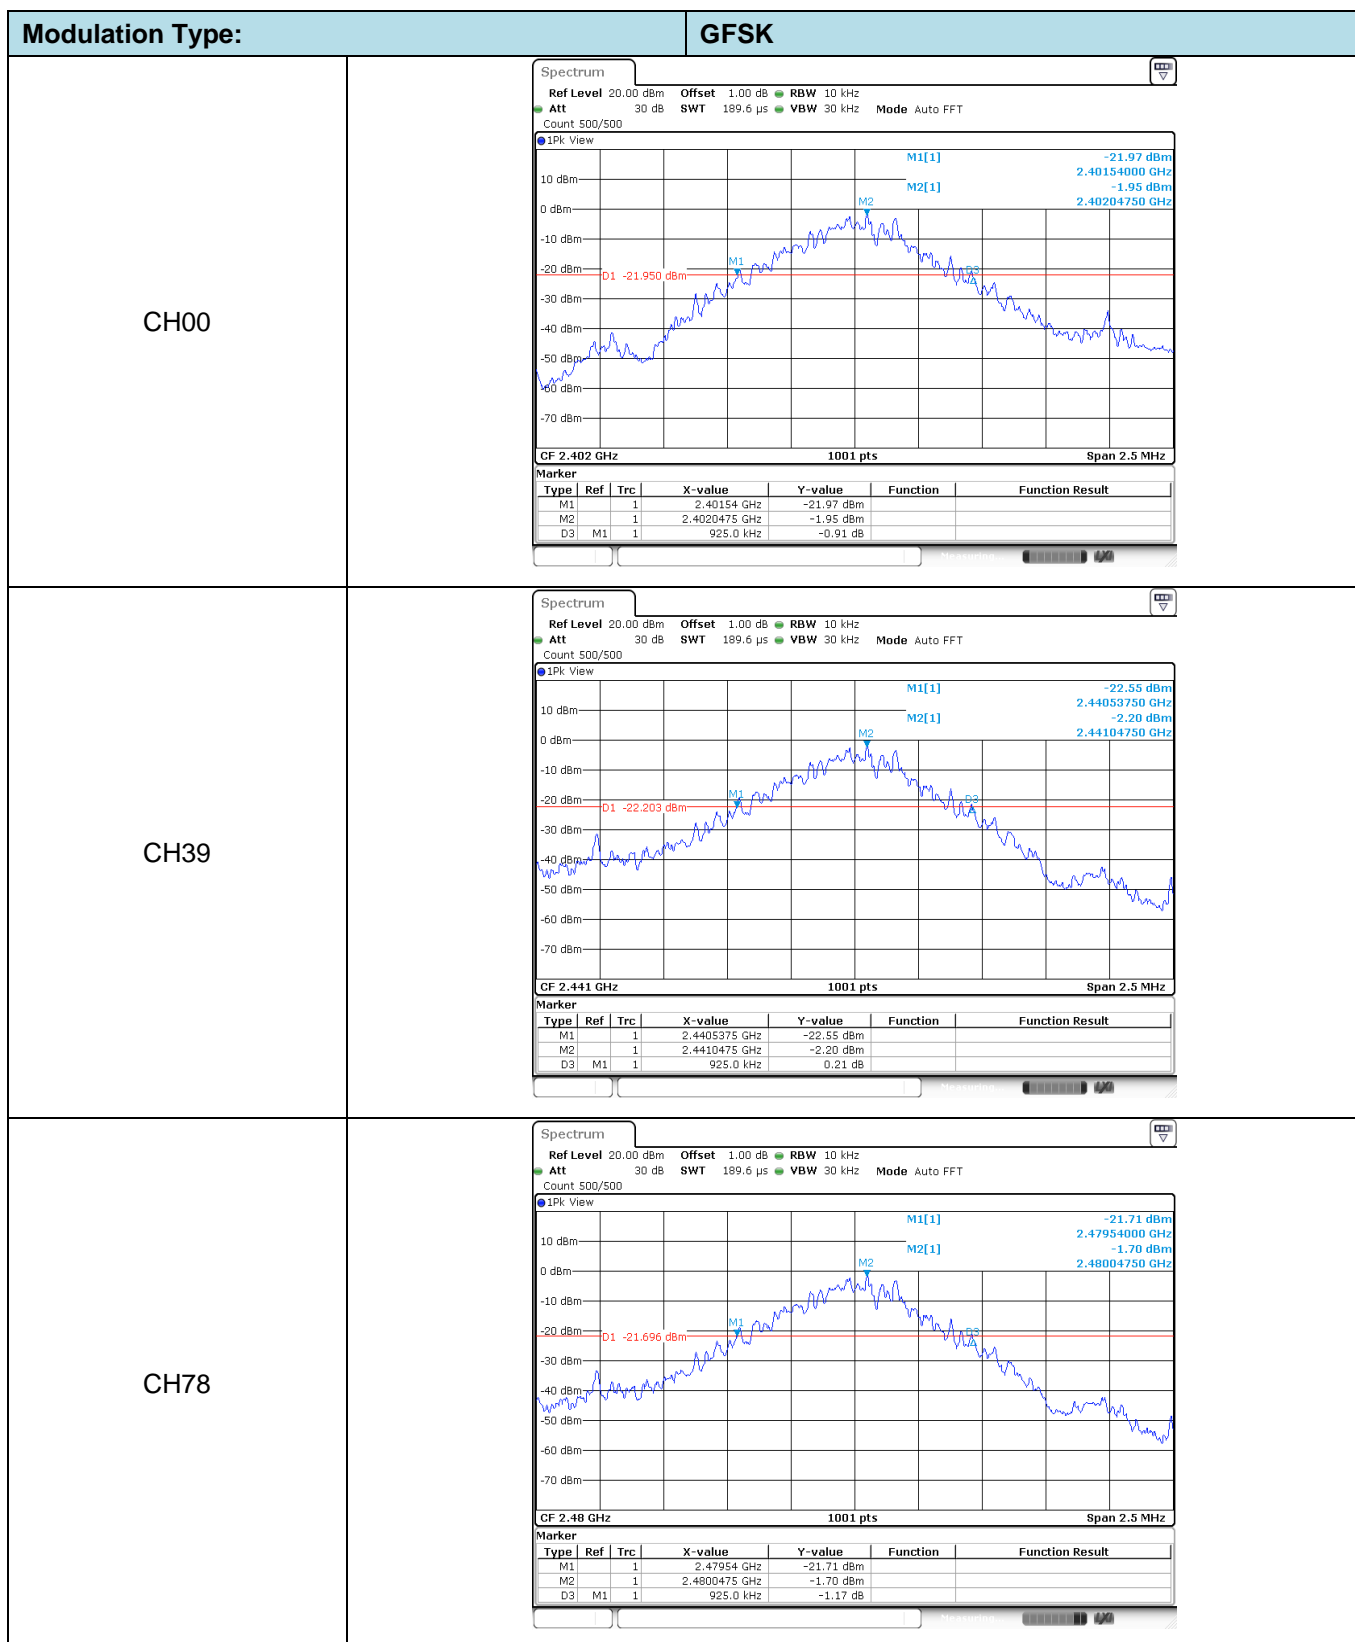 Modulation Type: GFSK
CH00
Spectrum
Ref Level 20.00 dBm Offset 1.00 dB RBW 10 kHz
Att 30 dB SWT 189.6 µs VBW 30 kHz Mode Auto FFT
Count 500/500
1Pk View
M1[1] -21.97 dBm
2.40154000 GHz
10 dBm
M2[1] -1.95 dBm
2.40204750 GHz
M2
0 dBm
-10 dBm
M1
-20 dBm
D1 -21.950 dBm
D3
-30 dBm
-40 dBm
-50 dBm
-60 dBm
-70 dBm
CF 2.402 GHz 1001 pts Span 2.5 MHz
Marker
Type Ref Trc X-value Y-value Function Function Result
M1 1 2.40154 GHz -21.97 dBm
M2 1 2.4020475 GHz -1.95 dBm
D3 M1 1 925.0 kHz -0.91 dB
Measuring...
CH39
Spectrum
Ref Level 20.00 dBm Offset 1.00 dB RBW 10 kHz
Att 30 dB SWT 189.6 µs VBW 30 kHz Mode Auto FFT
Count 500/500
1Pk View
M1[1] -22.55 dBm
2.44053750 GHz
10 dBm
M2[1] -2.20 dBm
2.44104750 GHz
M2
0 dBm
-10 dBm
M1
-20 dBm
D1 -22.203 dBm
D3
-30 dBm
-40 dBm
-50 dBm
-60 dBm
-70 dBm
CF 2.441 GHz 1001 pts Span 2.5 MHz
Marker
Type Ref Trc X-value Y-value Function Function Result
M1 1 2.4405375 GHz -22.55 dBm
M2 1 2.4410475 GHz -2.20 dBm
D3 M1 1 925.0 kHz 0.21 dB
Measuring...
CH78
Spectrum
Ref Level 20.00 dBm Offset 1.00 dB RBW 10 kHz
Att 30 dB SWT 189.6 µs VBW 30 kHz Mode Auto FFT
Count 500/500
1Pk View
M1[1] -21.71 dBm
2.47954000 GHz
10 dBm
M2[1] -1.70 dBm
2.48004750 GHz
M2
0 dBm
-10 dBm
M1
-20 dBm
D1 -21.696 dBm
D3
-30 dBm
-40 dBm
-50 dBm
-60 dBm
-70 dBm
CF 2.48 GHz 1001 pts Span 2.5 MHz
Marker
Type Ref Trc X-value Y-value Function Function Result
M1 1 2.47954 GHz -21.71 dBm
M2 1 2.4800475 GHz -1.70 dBm
D3 M1 1 925.0 kHz -1.17 dB
Measuring...